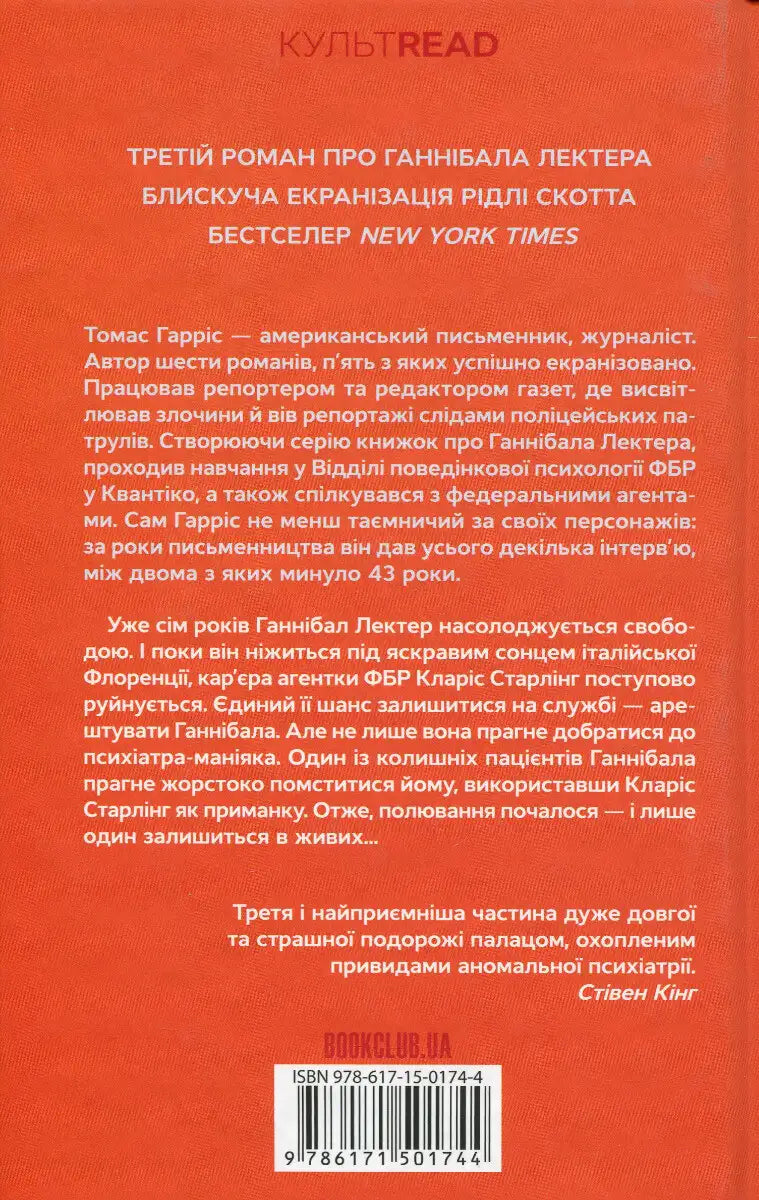 КУЛЬТREAD
ТРЕТІЙ РОМАН ПРО ГАННІБАЛА ЛЕКТЕРА
БЛИСКУЧА ЕКРАНІЗАЦІЯ РІДЛІ СКОТТА
БЕСТСЕЛЕР NEW YORK TIMES
Томас Гарріс — американський письменник, журналіст.
Автор шести романів, п’ять з яких успішно екранізовано.
Працював репортером та редактором газет, де висвіт-
лював злочини й вів репортажі слідами поліцейських па-
трулів. Створюючи серію книжок про Ганнібала Лектера,
проходив навчання у Відділі поведінкової психології ФБР
у Квантіко, а також спілкувався з федеральними агента-
ми. Сам Гарріс не менш таємничий за своїх персонажів:
за роки письменництва він дав усього декілька інтерв’ю,
між двома з яких минуло 43 роки.
Уже сім років Ганнібал Лектер насолоджується свобо-
дою. І поки він ніжиться під яскравим сонцем італійської
Флоренції, кар’єра агентки ФБР Кларіс Старлінг поступово
руйнується. Єдиний її шанс залишитися на службі — аре-
штувати Ганнібала. Але не лише вона прагне добратися до
психіатра-маніяка. Один із колишніх пацієнтів Ганнібала
прагне жорстоко помститися йому, використавши Кларіс
Старлінг як приманку. Отже, полювання почалося — і лише
один залишиться в живих...
Третя і найприємніша частина дуже довгої
та страшної подорожі палацом, охопленим
привидами аномальної психіатрії.
Стівен Кінг
BOOKCLUB.UA
ISBN 978-617-15-0174-4
9 786171 501744